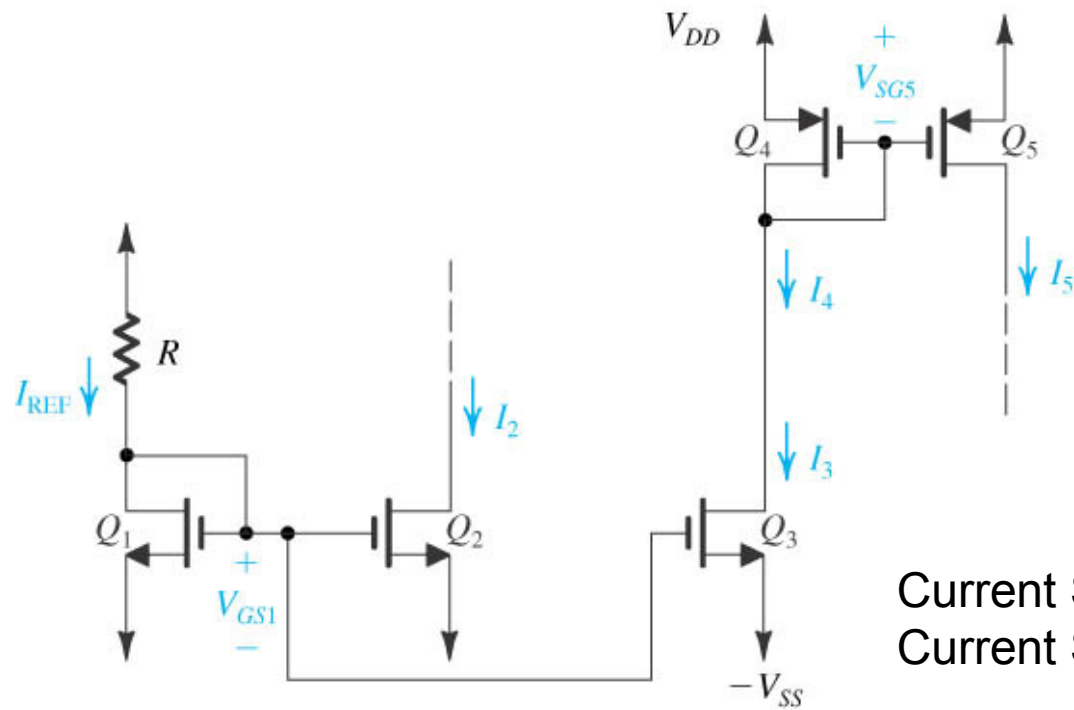 V_DD
+
V_SG5
−
Q_4
Q_5
I_4
I_5
R
I_REF
I_2
I_3
Q_1
Q_2
Q_3
+
V_GS1
−
−V_SS
Current
Current